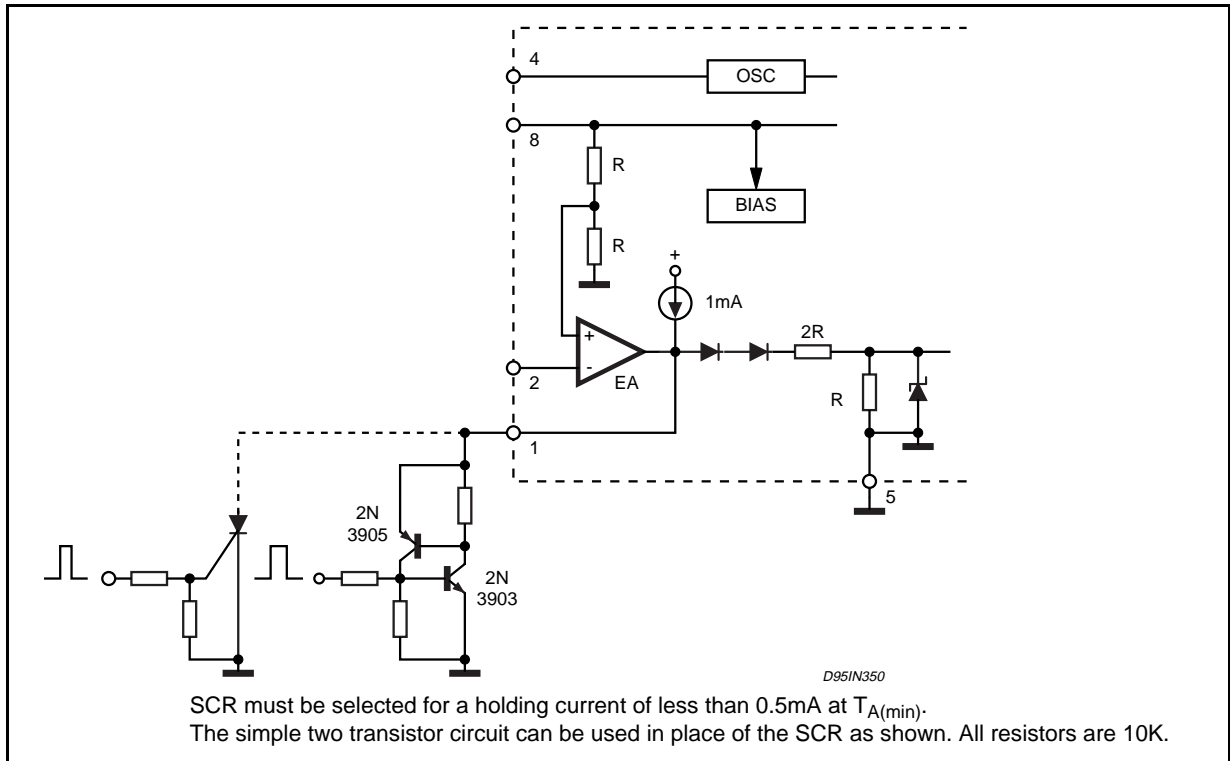 4
OSC
8
R
BIAS
R
+
1mA
+
-
EA
2
2R
R
1
5
2N
3905
2N
3903
D95IN350
SCR must be selected for a holding current of less than 0.5mA at TA(min).
The simple two transistor circuit can be used in place of the SCR as shown. All resistors are 10K.